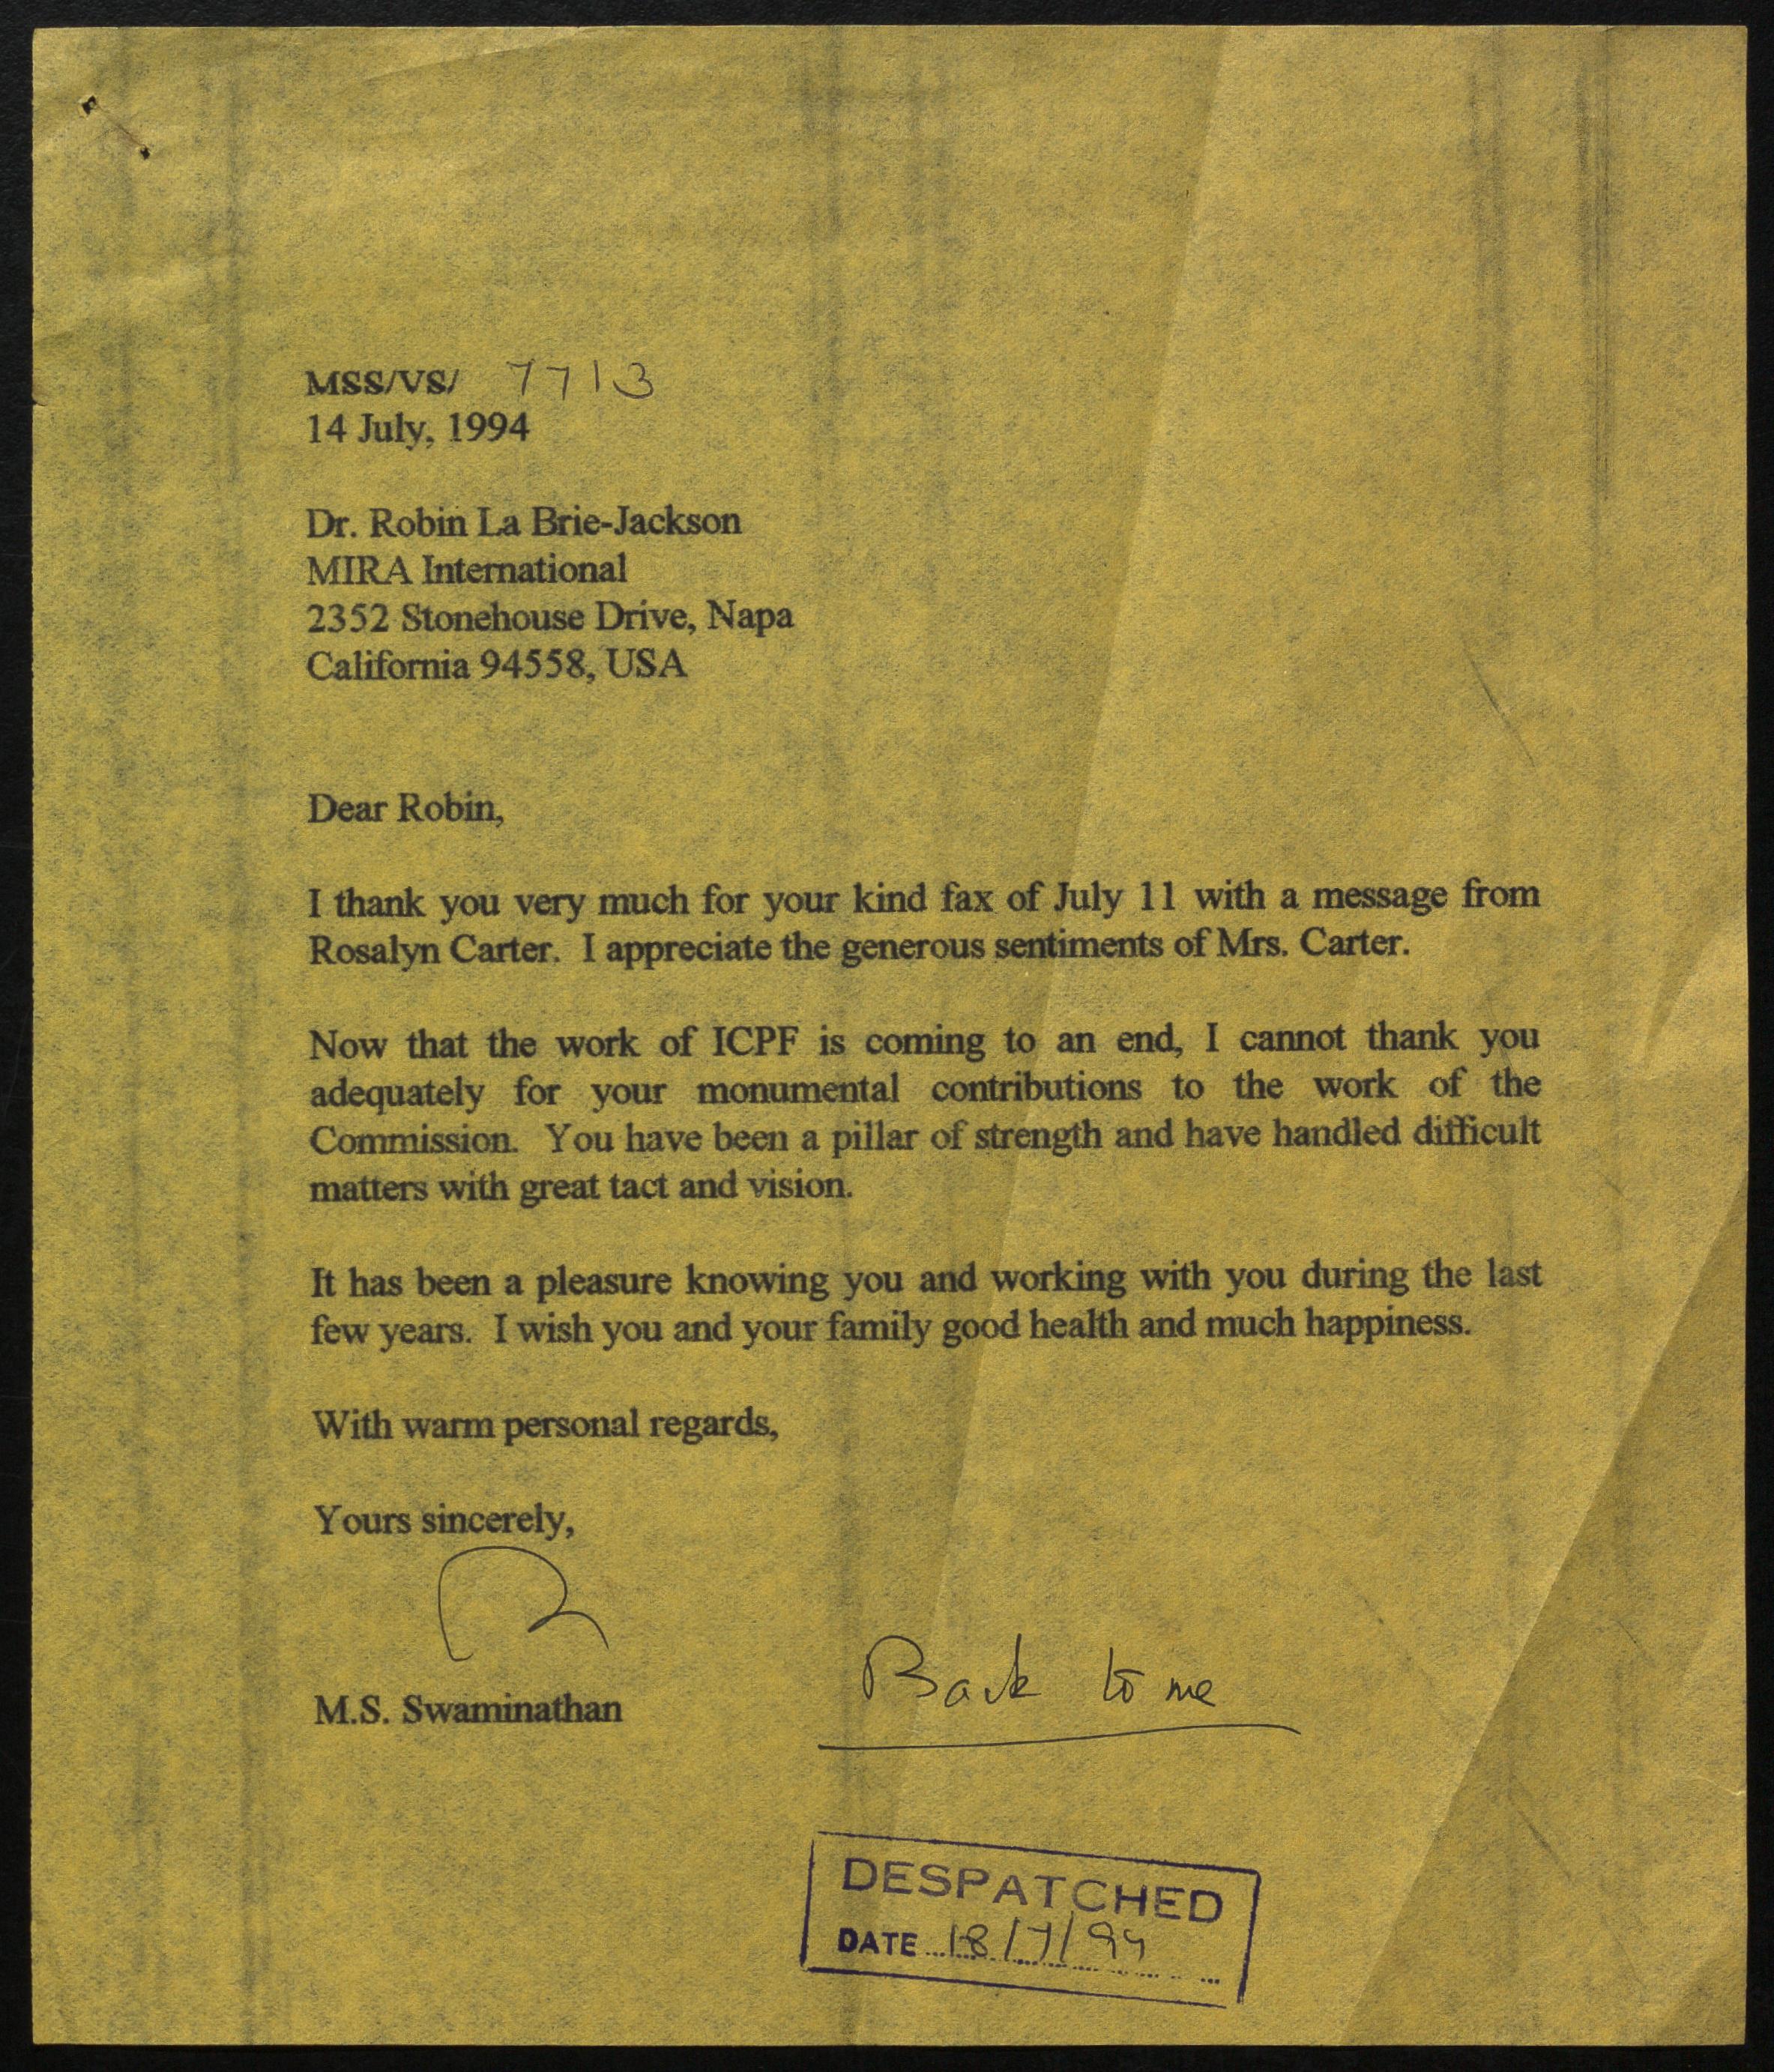 MSS/VS/ 7713
14 July, 1994
Dr. Robin La Brie-Jackson
MIRA International
2352 Stonehouse Drive, Napa
California 94558, USA
Dear Robin,
I thank you very much for your kind fax of July 11 with a message from
Rosalyn Carter. I appreciate the generous sentiments of Mrs. Carter.
Now that the work of ICPF is coming to an end, I cannot thank you
adequately for your monumental contributions to the work of the
Commission. You have been a pillar of strength and have handled difficult
matters with great tact and vision.
It has been a pleasure knowing you and working with you during the last
few years. I wish you and your family good health and much happiness.
With warm personal regards,
Yours sincerely,
M.S. Swaminathan
Back to me
DESPATCHED
DATE 18/7/94